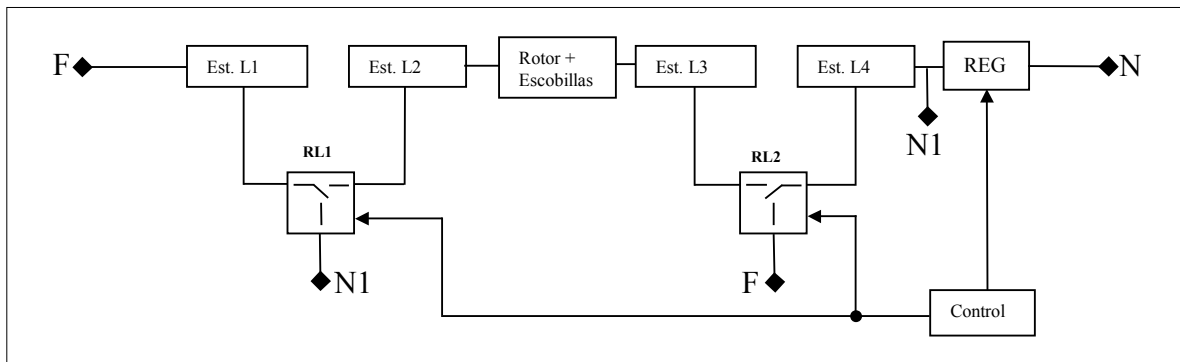 F
Est. L1
Est. L2
Rotor +
Escobillas
Est. L3
Est. L4
REG
N
N1
RL1
RL2
N1
F
Control